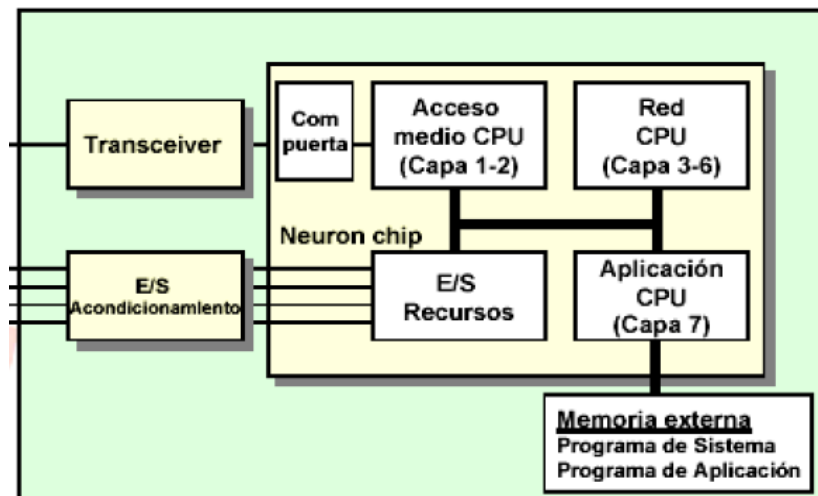 Transceiver
Com
puerta
Acceso
medio CPU
(Capa 1-2)
Red
CPU
(Capa 3-6)
Neuron chip
E/S
Acondicionamiento
E/S
Recursos
Aplicación
CPU
(Capa 7)
Memoria externa
Programa de Sistema
Programa de Aplicación